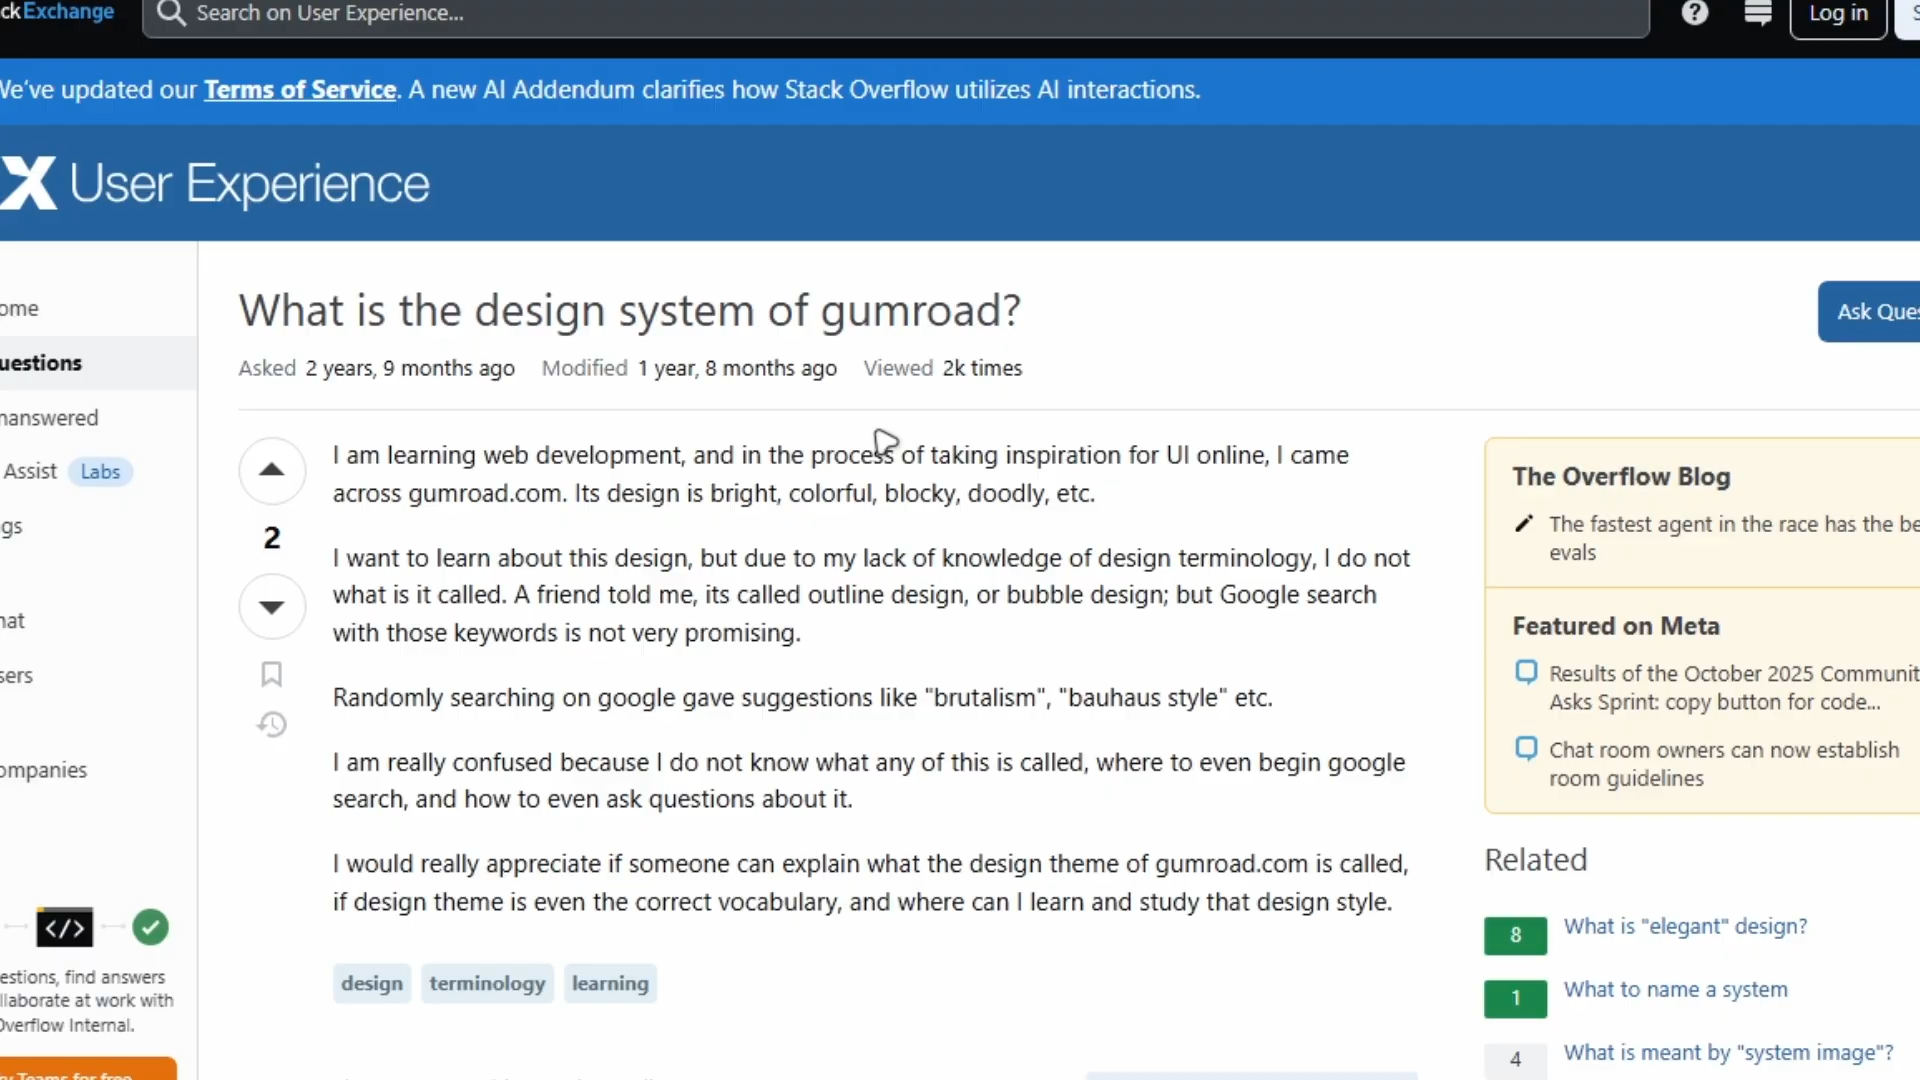 ckExchange
Search on User Experience...
Log in
We've updated our Terms of Service. A new AI Addendum clarifies how Stack Overflow utilizes AI interactions.
X User Experience
ome
uestions
nanswered
Assist Labs
gs
hat
sers
ompanies
</>
estions, find answers
llaborate at work with
Overflow Internal.
What is the design system of gumroad?
Ask Ques
Asked 2 years, 9 months ago Modified 1 year, 8 months ago Viewed 2k times
2
I am learning web development, and in the process of taking inspiration for UI online, I came
across gumroad.com. Its design is bright, colorful, blocky, doodly, etc.
I want to learn about this design, but due to my lack of knowledge of design terminology, I do not
what is it called. A friend told me, its called outline design, or bubble design; but Google search
with those keywords is not very promising.
Randomly searching on google gave suggestions like "brutalism", "bauhaus style" etc.
I am really confused because I do not know what any of this is called, where to even begin google
search, and how to even ask questions about it.
I would really appreciate if someone can explain what the design theme of gumroad.com is called,
if design theme is even the correct vocabulary, and where can I learn and study that design style.
design terminology learning
The Overflow Blog
The fastest agent in the race has the be
evals
Featured on Meta
Results of the October 2025 Communit
Asks Sprint: copy button for code...
Chat room owners can now establish
room guidelines
Related
8 What is "elegant" design?
1 What to name a system
4 What is meant by "system image"?